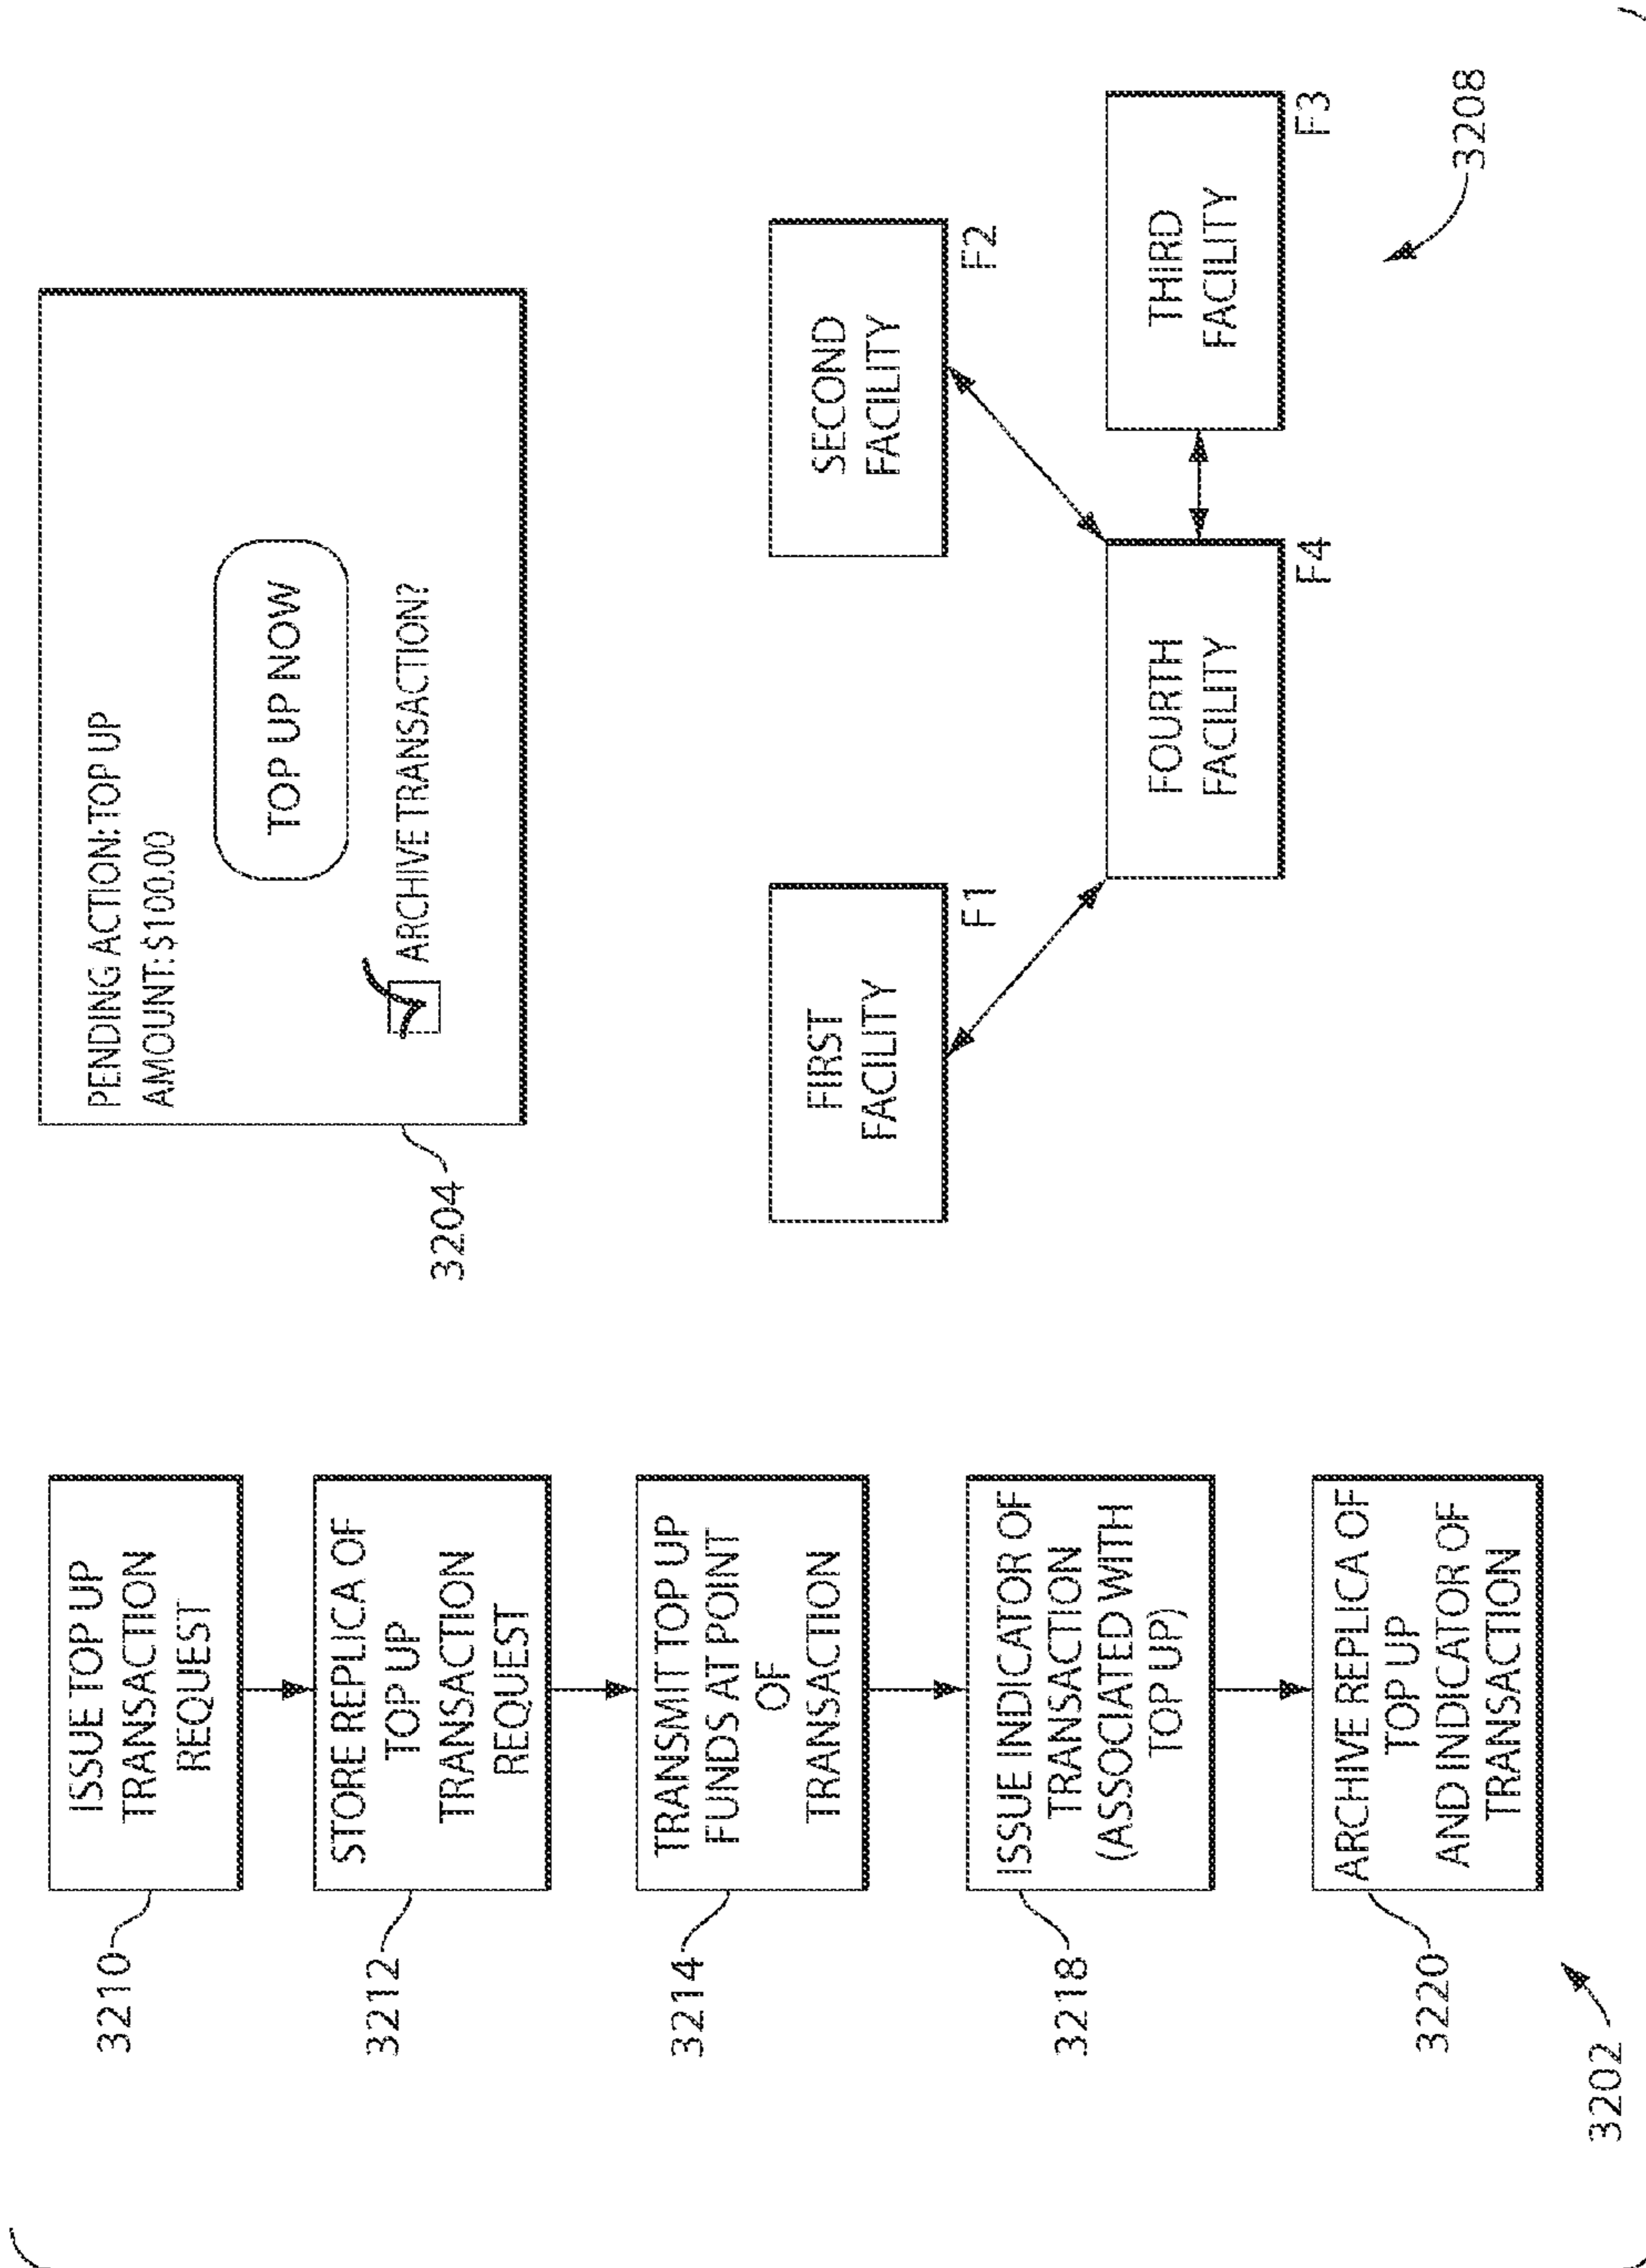 ISSUE TOP UP
TRANSACTION
REQUEST
3210
STORE REPLICA OF
TOP UP
TRANSACTION
REQUEST
3212
TRANSMIT TOP UP
FUNDS AT POINT
OF
TRANSACTION
3214
ISSUE INDICATOR OF
TRANSACTION
(ASSOCIATED WITH
TOP UP)
3218
ARCHIVE REPLICA OF
TOP UP
AND INDICATOR OF
TRANSACTION
3220
3202
PENDING ACTION: TOP UP
AMOUNT: $100.00
TOP UP NOW
ARCHIVE TRANSACTION?
3204
FIRST
FACILITY
F1
SECOND
FACILITY
F2
FOURTH
FACILITY
F4
THIRD
FACILITY
F3
3208